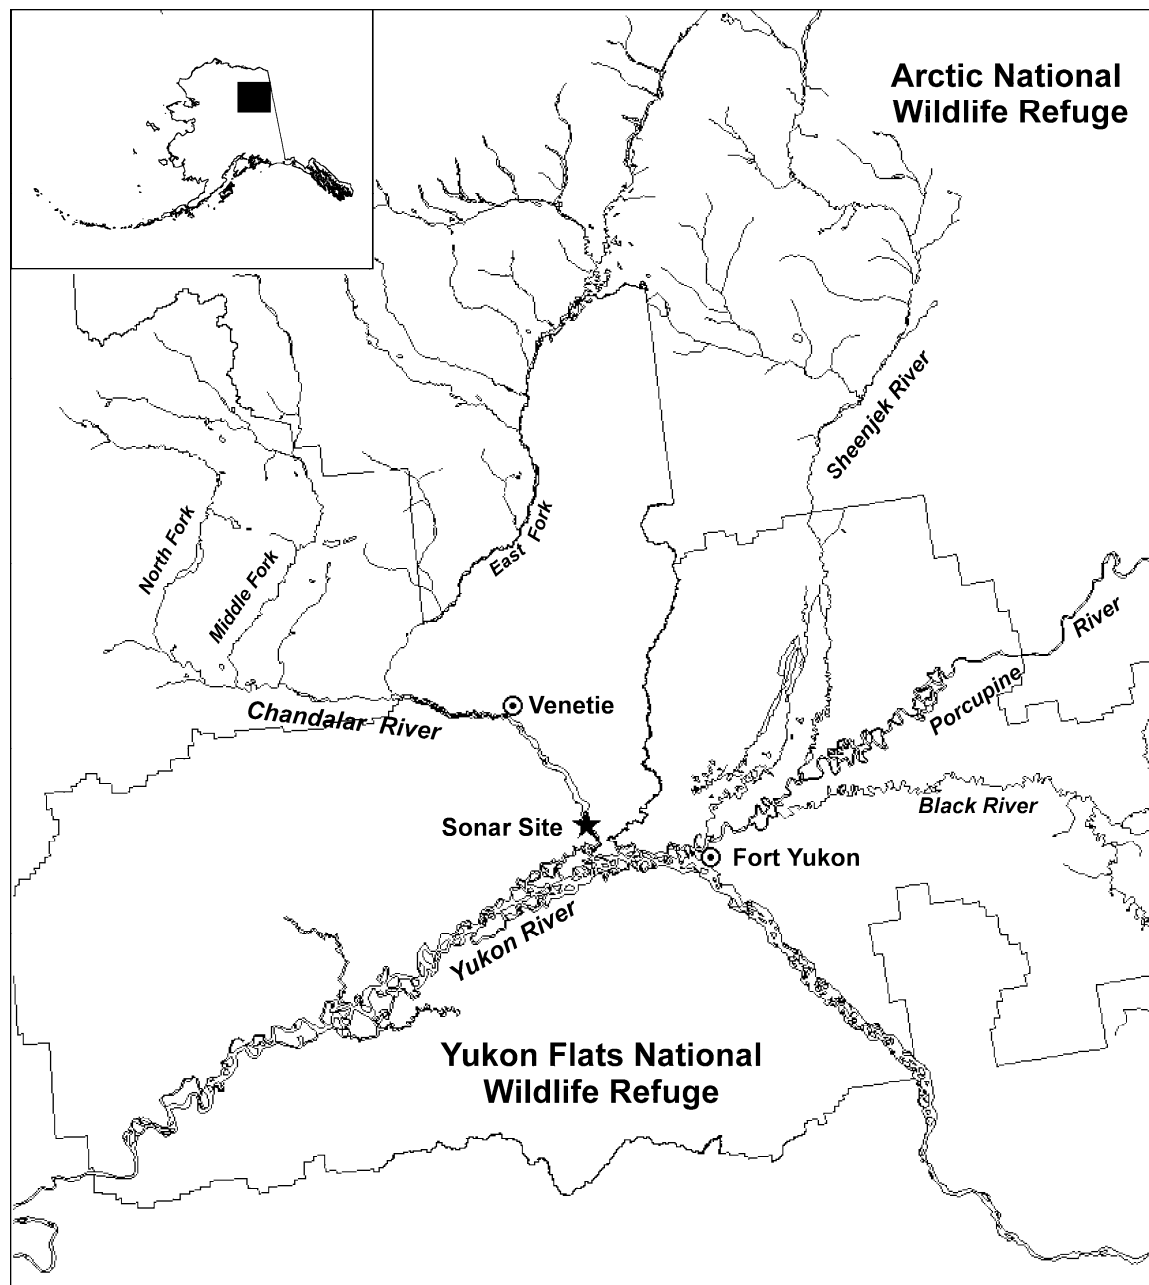 Arctic National
Wildlife Refuge
Sheenjek River
North Fork
Middle Fork
East Fork
River
Porcupine
Venetie
Chandalar River
Black River
Sonar Site
Fort Yukon
Yukon River
Yukon Flats National
Wildlife Refuge